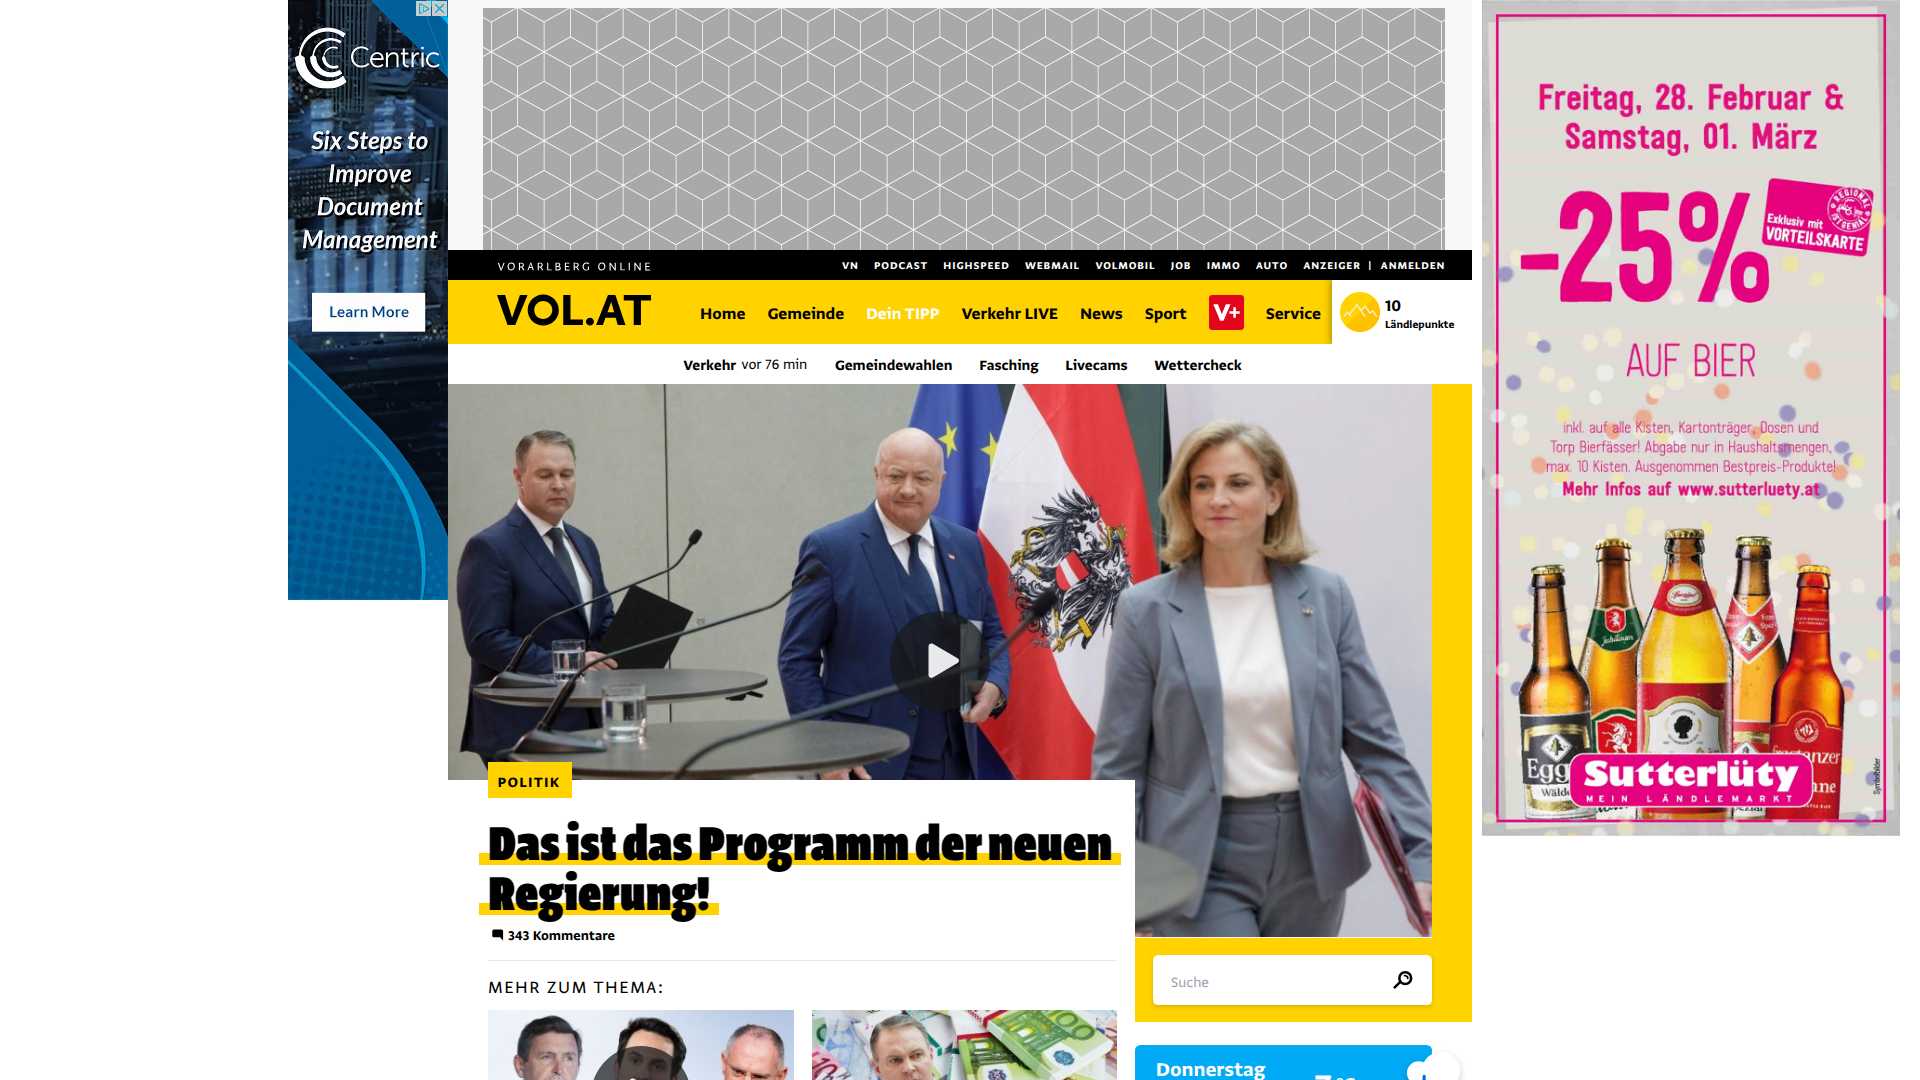 Centric
Six Steps to
Improve
Document
Management
Learn More
VORARLBERG ONLINE
VN PODCAST HIGHSPEED WEBMAIL VOLMOBIL JOB IMMO AUTO ANZEIGER | ANMELDEN
VOL.AT
Home Gemeinde Dein TIPP Verkehr LIVE News Sport V+ Service
10
Ländlepunkte
Verkehr vor 76 min Gemeindewahlen Fasching Livecams Wettercheck
POLITIK
Das ist das Programm der neuen
Regierung!
343 Kommentare
MEHR ZUM THEMA:
Suche
Donnerstag
Freitag, 28. Februar &
Samstag, 01. März
-25%
REGIONAL
IST GENIAL
Exklusiv mit
VORTEILSKARTE
AUF BIER
inkl. auf alle Kisten, Kartonträger, Dosen und
Torp Bierfässer! Abgabe nur in Haushaltsmengen,
max. 10 Kisten. Ausgenommen Bestpreis-Produkte!
Mehr Infos auf www.sutterluety.at
Sutterlüty
MEIN LÄNDLEMARKT
Symbolbilder